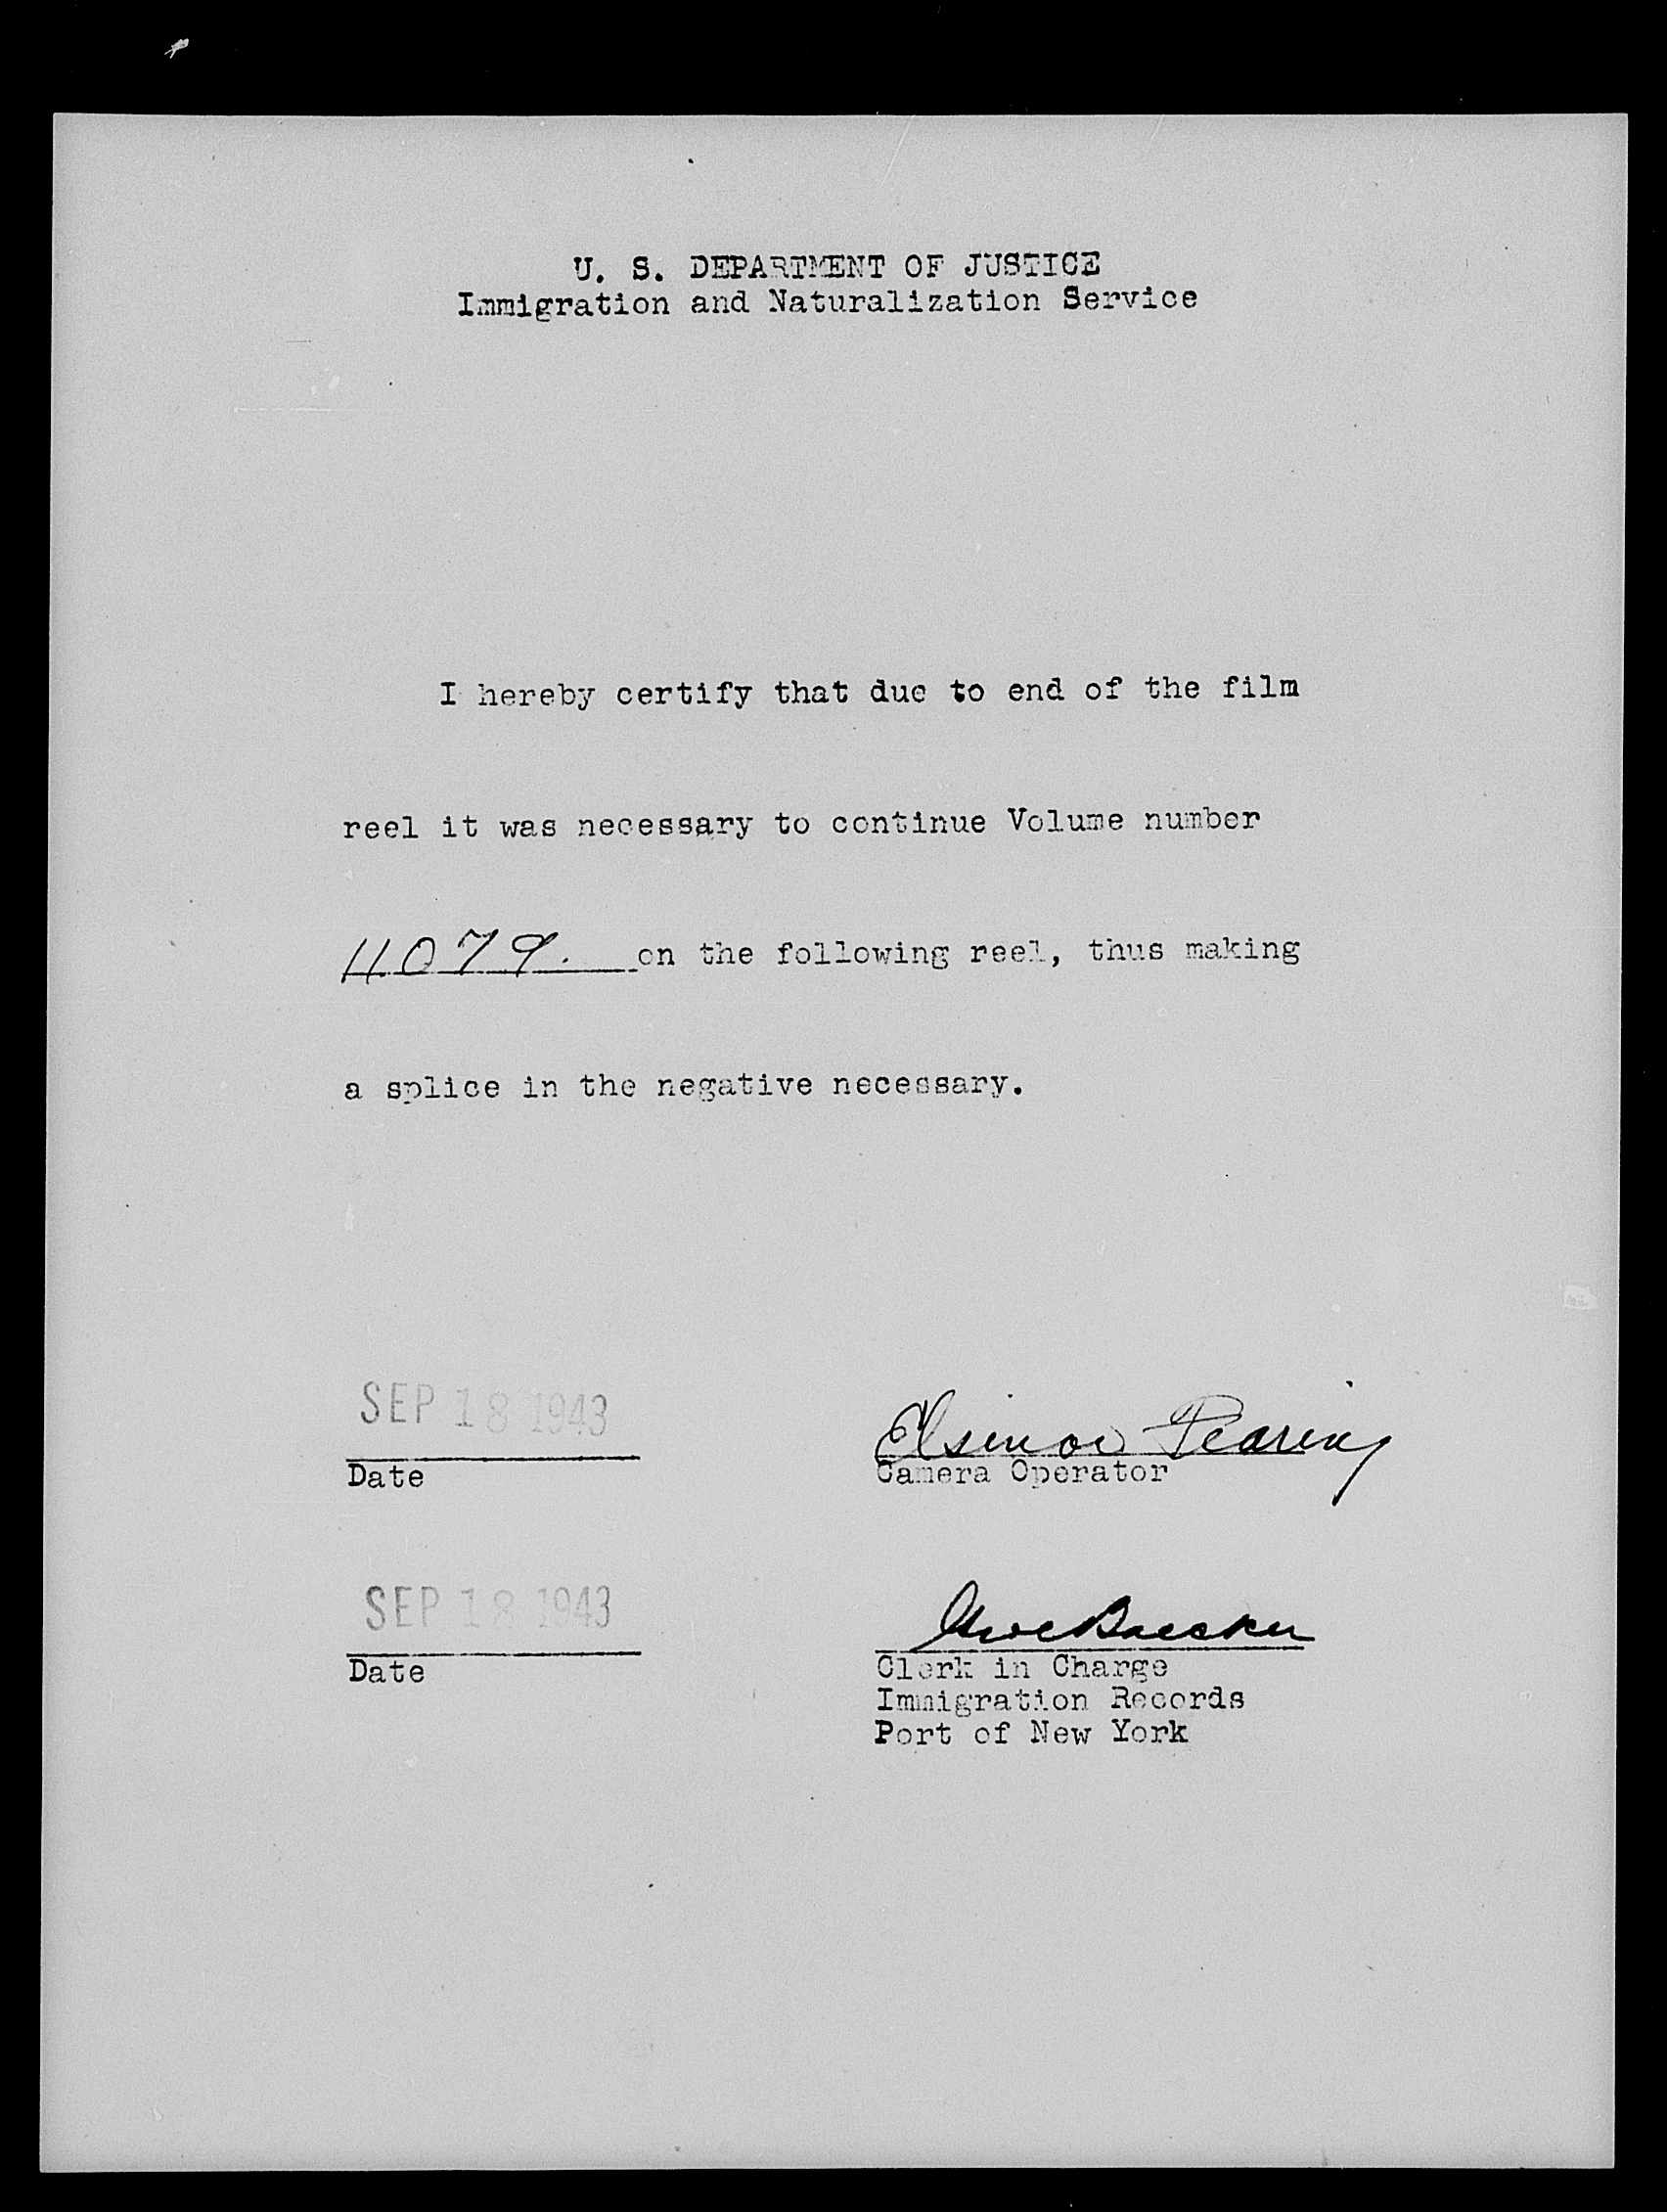 U. S. DEPARTMENT OF JUSTICE
Immigration and Naturalization Service
I hereby certify that due to end of the film
reel it was necessary to continue Volume number
11079. on the following reel, thus making
a splice in the negative necessary.
SEP 18 1943
Date
Camera Operator
SEP 18 1943
Date
Clerk in Charge
Immigration Records
Port of New York